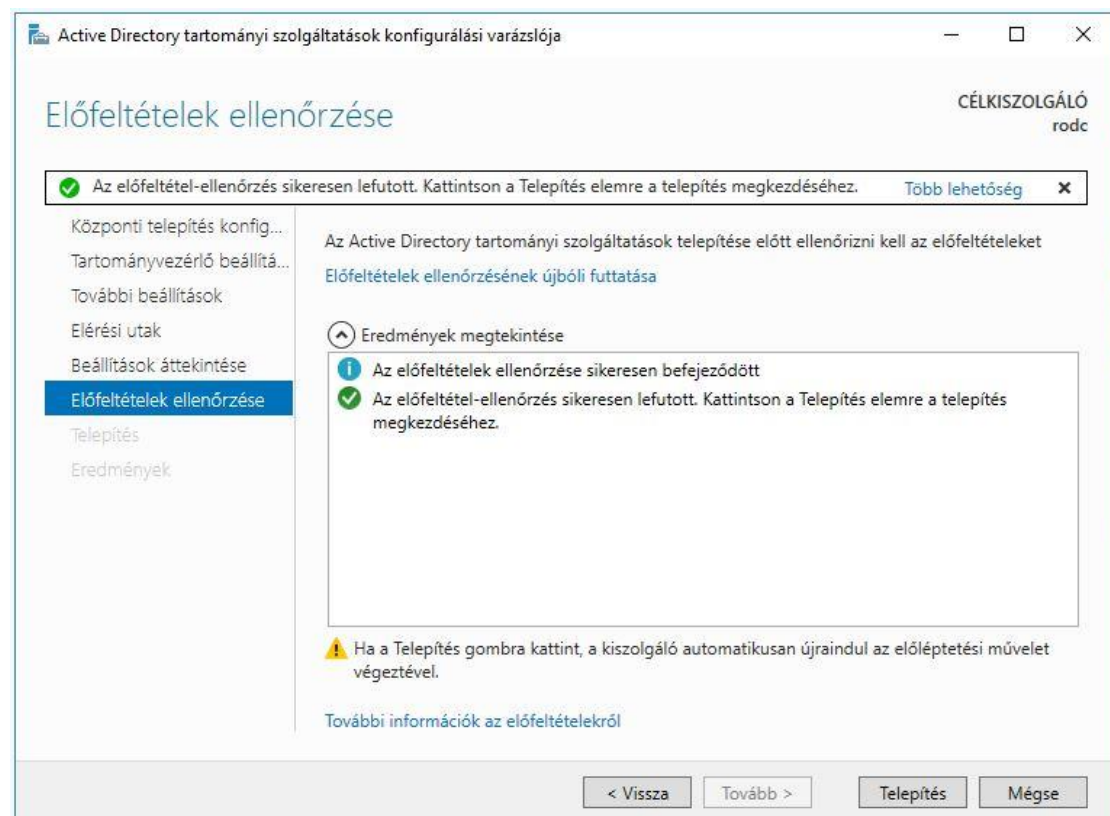 Active Directory tartományi szolgáltatások konfigurálási varázslója
Előfeltételek ellenőrzése
CÉLKISZOLGÁLÓ
rodc
Az előfeltétel-ellenőrzés sikeresen lefutott. Kattintson a Telepítés elemre a telepítés megkezdéséhez.
Több lehetőség
Központi telepítés konfig...
Tartományvezérlő beállítá...
További beállítások
Elérési utak
Beállítások áttekintése
Előfeltételek ellenőrzése
Telepítés
Eredmények
Az Active Directory tartományi szolgáltatások telepítése előtt ellenőrizni kell az előfeltételeket
Előfeltételek ellenőrzésének újbóli futtatása
Eredmények megtekintése
Az előfeltételek ellenőrzése sikeresen befejeződött
Az előfeltétel-ellenőrzés sikeresen lefutott. Kattintson a Telepítés elemre a telepítés
megkezdéséhez.
Ha a Telepítés gombra kattint, a kiszolgáló automatikusan újraindul az előléptetési művelet
végeztével.
További információk az előfeltételekről
< Vissza
Tovább >
Telepítés
Mégse